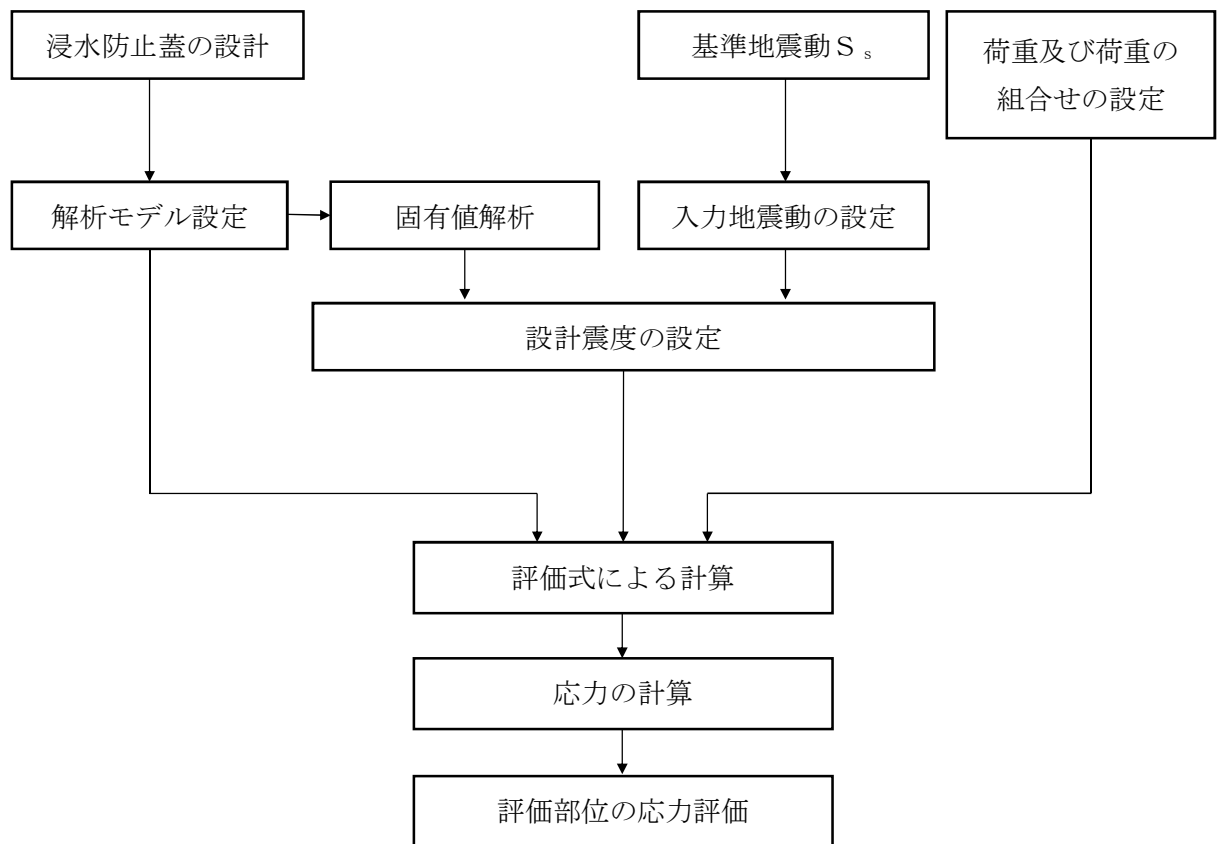 浸水防止蓋の設計
基準地震動Ｓｓ
荷重及び荷重の
組合せの設定
解析モデル設定
固有値解析
入力地震動の設定
設計震度の設定
評価式による計算
応力の計算
評価部位の応力評価